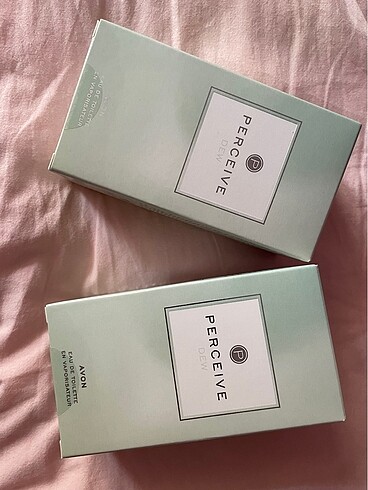 EAU DE TOILETTE
EN VAPORISATEUR
P
PERCEIVE
DEW
AVON
EAU DE TOILETTE
EN VAPORISATEUR
P
PERCEIVE
DEW